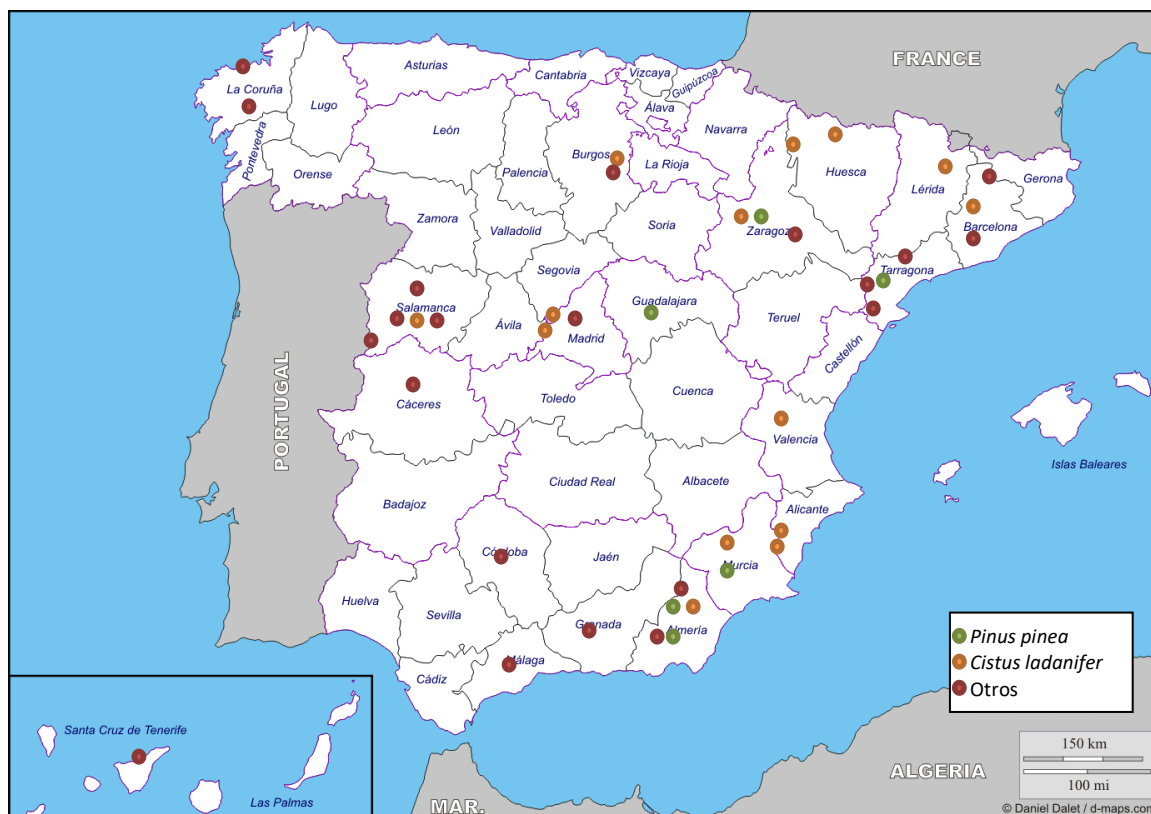 FRANCE
Asturias
Cantabria
Vizcaya
Guipúzcoa
La Coruña
Lugo
León
Álava
Navarra
Pontevedra
Orense
Palencia
Burgos
La Rioja
Huesca
Lérida
Gerona
Zamora
Valladolid
Soria
Zaragoz
Barcelona
Segovia
Tarragona
Salamanca
Ávila
Madrid
Guadalajara
Teruel
Castellón
PORTUGAL
Cáceres
Toledo
Cuenca
Valencia
Islas Baleares
Badajoz
Ciudad Real
Albacete
Alicante
Córdoba
Jaén
Murcia
Huelva
Sevilla
Granada
Almería
Málaga
Cádiz
Pinus pinea
Cistus ladanifer
Otros
Santa Cruz de Tenerife
Las Palmas
MAR.
ALGERIA
150 km
100 mi
© Daniel Dalet / d-maps.com